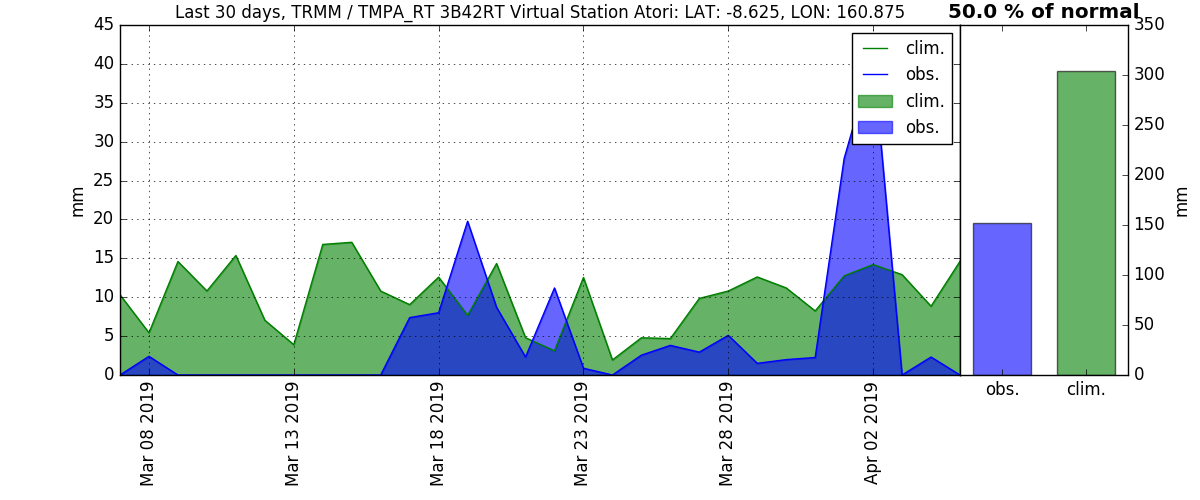 Last 30 days, TRMM / TMPA_RT 3B42RT Virtual Station Atori: LAT: -8.625, LON: 160.875
50.0 % of normal
45
40
35
30
25
20
15
10
5
0
mm
clim.
obs.
clim.
obs.
Mar 08 2019
Mar 13 2019
Mar 18 2019
Mar 23 2019
Mar 28 2019
Apr 02 2019
350
300
250
200
150
100
50
0
mm
obs.
clim.